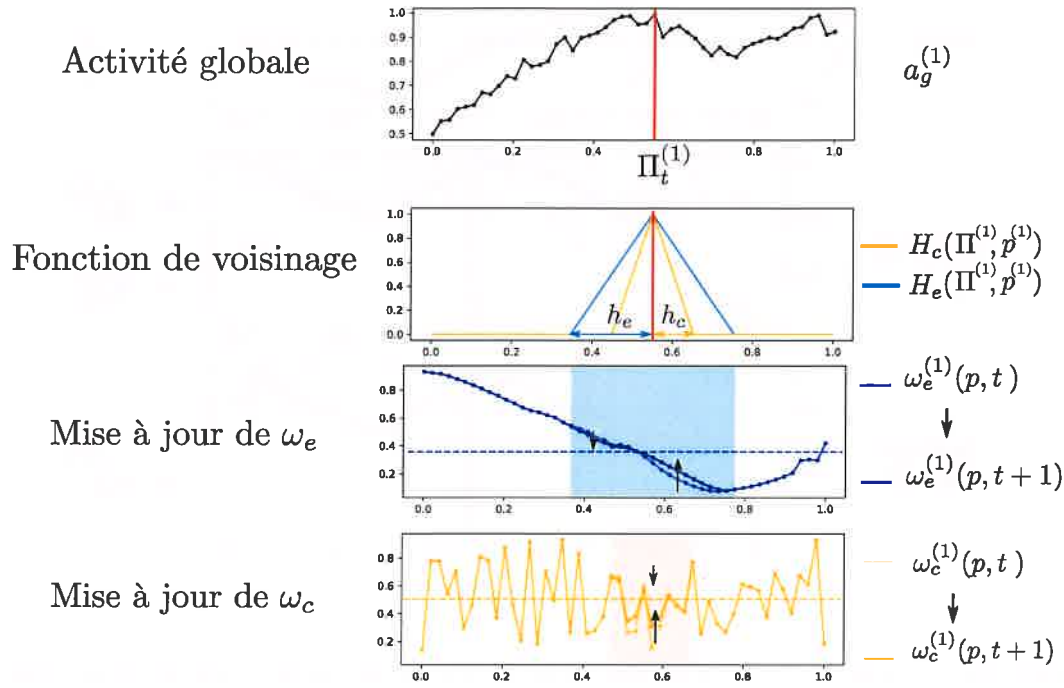 Activité globale
1.0
0.9
0.8
0.7
0.6
0.5
0.0 0.2 0.4 0.8 1.0
Π_t^{(1)}
a_g^{(1)}
Fonction de voisinage
1.0
0.8
0.6
0.4
0.2
0.0
h_e h_c
0.0 0.2 0.4 0.6 0.8 1.0
H_c(Π^{(1)}, p^{(1)})
H_e(Π^{(1)}, p^{(1)})
Mise à jour de ω_e
0.8
0.6
0.4
0.2
0.0 0.2 0.4 0.6 0.8 1.0
ω_e^{(1)}(p, t)
ω_e^{(1)}(p, t + 1)
Mise à jour de ω_c
0.8
0.6
0.4
0.2
0.0 0.2 0.4 0.6 0.8 1.0
ω_c^{(1)}(p, t)
ω_c^{(1)}(p, t + 1)